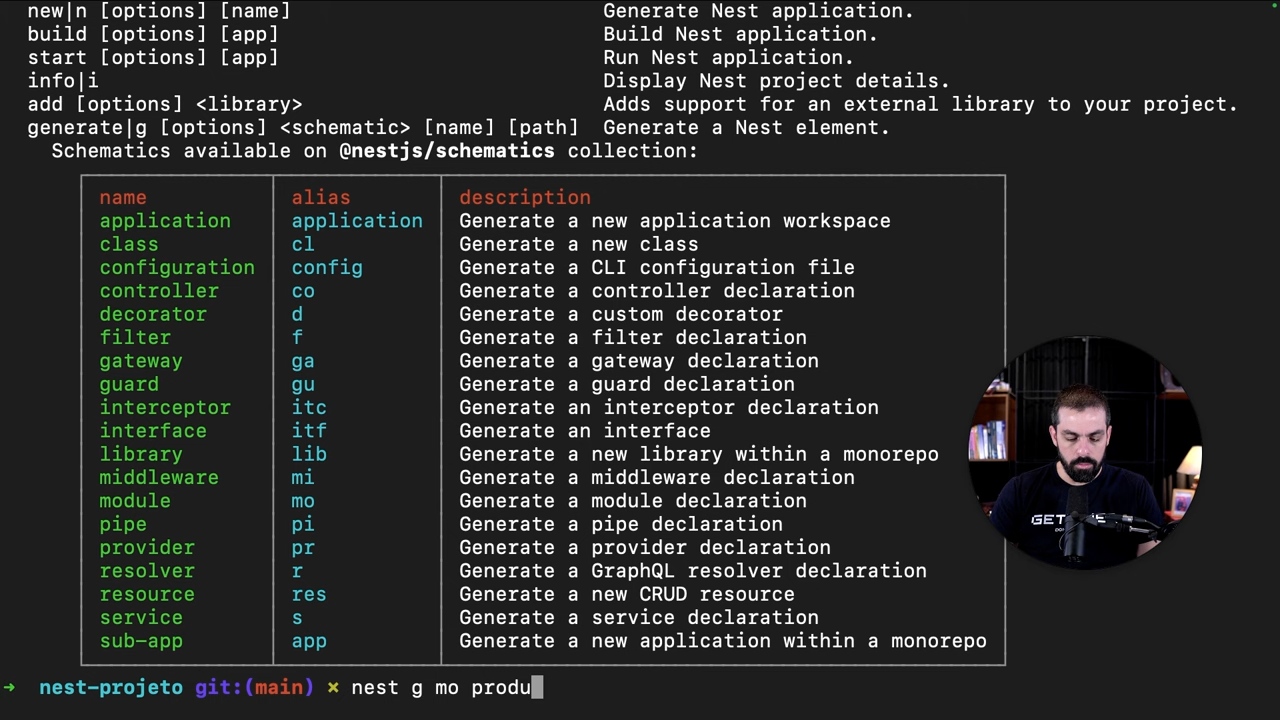 new|n [options] [name] Generate Nest application.
build [options] [app] Build Nest application.
start [options] [app] Run Nest application.
info|i Display Nest project details.
add [options] <library> Adds support for an external library to your project.
generate|g [options] <schematic> [name] [path] Generate a Nest element.
Schematics available on @nestjs/schematics collection:
name alias description
application application Generate a new application workspace
class cl Generate a new class
configuration config Generate a CLI configuration file
controller co Generate a controller declaration
decorator d Generate a custom decorator
filter f Generate a filter declaration
gateway ga Generate a gateway declaration
guard gu Generate a guard declaration
interceptor itc Generate an interceptor declaration
interface itf Generate an interface
library lib Generate a new library within a monorepo
middleware mi Generate a middleware declaration
module mo Generate a module declaration
pipe pi Generate a pipe declaration
provider pr Generate a provider declaration
resolver r Generate a GraphQL resolver declaration
resource res Generate a new CRUD resource
service s Generate a service declaration
sub-app app Generate a new application within a monorepo
→ nest-projeto git:(main) ✗ nest g mo produ